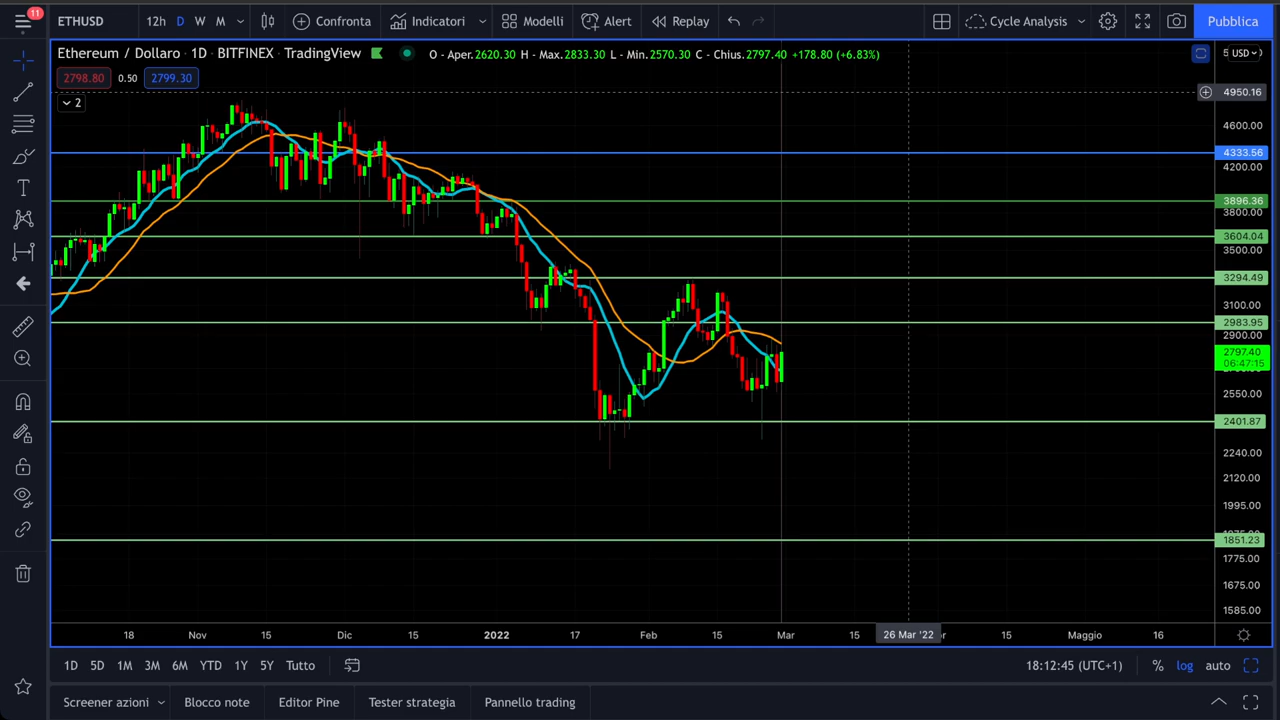 11
ETHUSD
12h D W M
Confronta
Indicatori
Modelli
Alert
Replay
Cycle Analysis
Pubblica
Ethereum / Dollaro · 1D · BITFINEX · TradingView
O - Aper.2620.30 H - Max.2833.30 L - Min.2570.30 C - Chius.2797.40 +178.80 (+6.83%)
USD
2798.80 0.50 2799.30
2
4950.16
4600.00
4333.56
4200.00
3896.36
3800.00
3604.04
3500.00
3294.49
3100.00
2983.95
2900.00
2797.40
06:47:15
2550.00
2401.87
2240.00
2120.00
1995.00
1851.23
1775.00
1675.00
1585.00
18 Nov 15 Dic 15 2022 17 Feb 15 Mar 15 26 Mar '22 15 Maggio 16
1D 5D 1M 3M 6M YTD 1Y 5Y Tutto
18:12:45 (UTC+1) % log auto
Screener azioni Blocco note Editor Pine Tester strategia Pannello trading